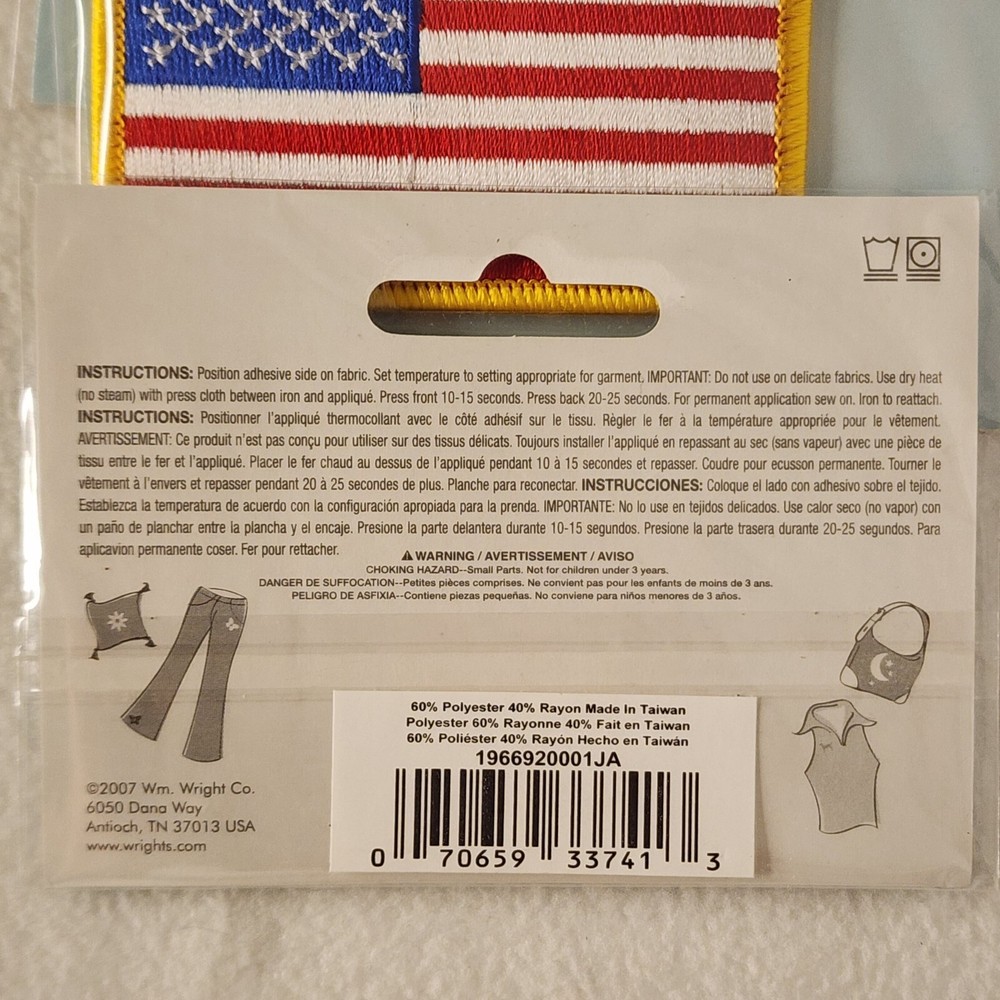 INSTRUCTIONS: Position adhesive side on fabric. Set temperature to setting appropriate for garment. IMPORTANT: Do not use on delicate fabrics. Use dry heat
(no steam) with press cloth between iron and appliqué. Press front 10-15 seconds. Press back 20-25 seconds. For permanent application sew on. Iron to reattach.
INSTRUCTIONS: Positionner l'appliqué thermocollant avec le côté adhésif sur le tissu. Règler le fer à la température appropriée pour le vêtement.
AVERTISSEMENT: Ce produit n'est pas conçu pour utiliser sur des tissus délicats. Toujours installer l'appliqué en repassant au sec (sans vapeur) avec une pièce de
tissu entre le fer et l'appliqué. Placer le fer chaud au dessus de l'appliqué pendant 10 à 15 secondes et repasser. Coudre pour ecusson permanente. Tourner le
vêtement à l'envers et repasser pendant 20 à 25 secondes de plus. Planche para reconectar. INSTRUCCIONES: Coloque el lado con adhesivo sobre el tejido.
Establezca la temperatura de acuerdo con la configuración apropiada para la prenda. IMPORTANTE: No lo use en tejidos delicados. Use calor seco (no vapor) con
un paño de planchar entre la plancha y el encaje. Presione la parte delantera durante 10-15 segundos. Presione la parte trasera durante 20-25 segundos. Para
aplicavion permanente coser. Fer pour rettacher.
⚠ WARNING / AVERTISSEMENT / AVISO
CHOKING HAZARD--Small Parts. Not for children under 3 years.
DANGER DE SUFFOCATION--Petites pièces comprises. Ne convient pas pour les enfants de moins de 3 ans.
PELIGRO DE ASFIXIA--Contiene piezas pequeñas. No conviene para niños menores de 3 años.
60% Polyester 40% Rayon Made In Taiwan
Polyester 60% Rayonne 40% Fait en Taiwan
60% Poliéster 40% Rayón Hecho en Taiwán
1966920001JA
0 70659 33741 3
©2007 Wm. Wright Co.
6050 Dana Way
Antioch, TN 37013 USA
www.wrights.com